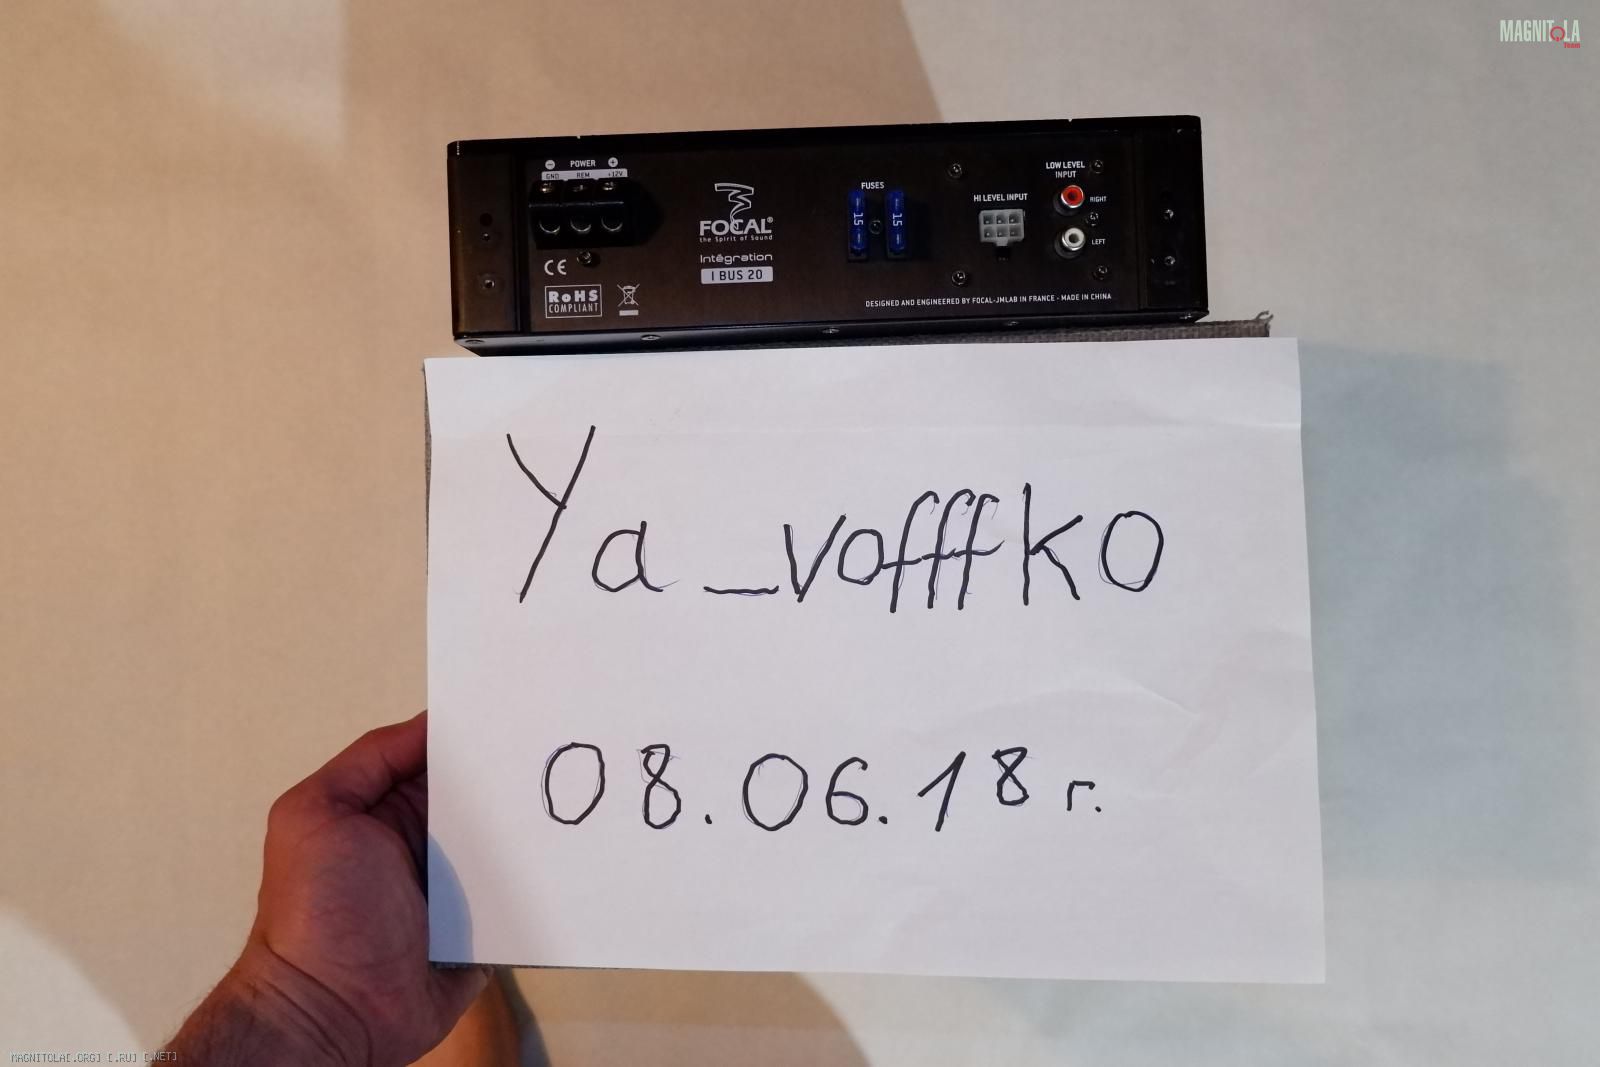 MAGNITOLA
Team
POWER
GND REM +12V
FOCAL®
the Spirit of Sound
Intégration
I BUS 20
CE
RoHS
COMPLIANT
FUSES
15 15
HI LEVEL INPUT
LOW LEVEL
INPUT
RIGHT
LEFT
DESIGNED AND ENGINEERED BY FOCAL-JMLAB IN FRANCE - MADE IN CHINA
Ya_vofffko
08.06.18 г.
MAGNITOLA[.ORG] [.RU] [.NET]